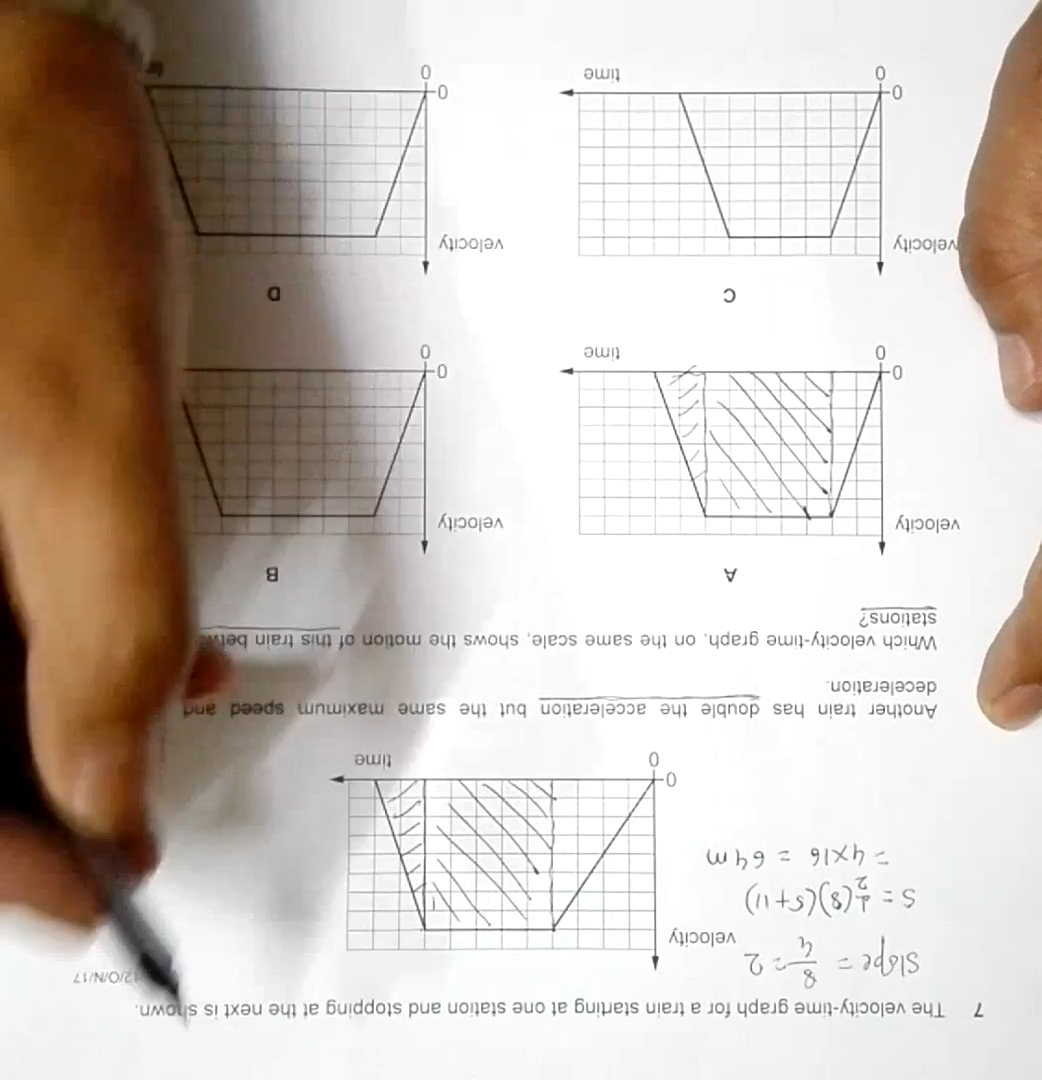 7 The velocity-time graph for a train starting at one station and stopping at the next is shown.
12/O/N/17
Slope = 8/4 = 2
S = 1/2 (8)(5+11)
= 4×16 = 64 m
velocity
0
0
time
Another train has double the acceleration but the same maximum speed and
deceleration.
Which velocity-time graph, on the same scale, shows the motion of this train
stations?
A
B
velocity
velocity
0
0
0
0
time
C
D
velocity
velocity
0
0
0
0
time